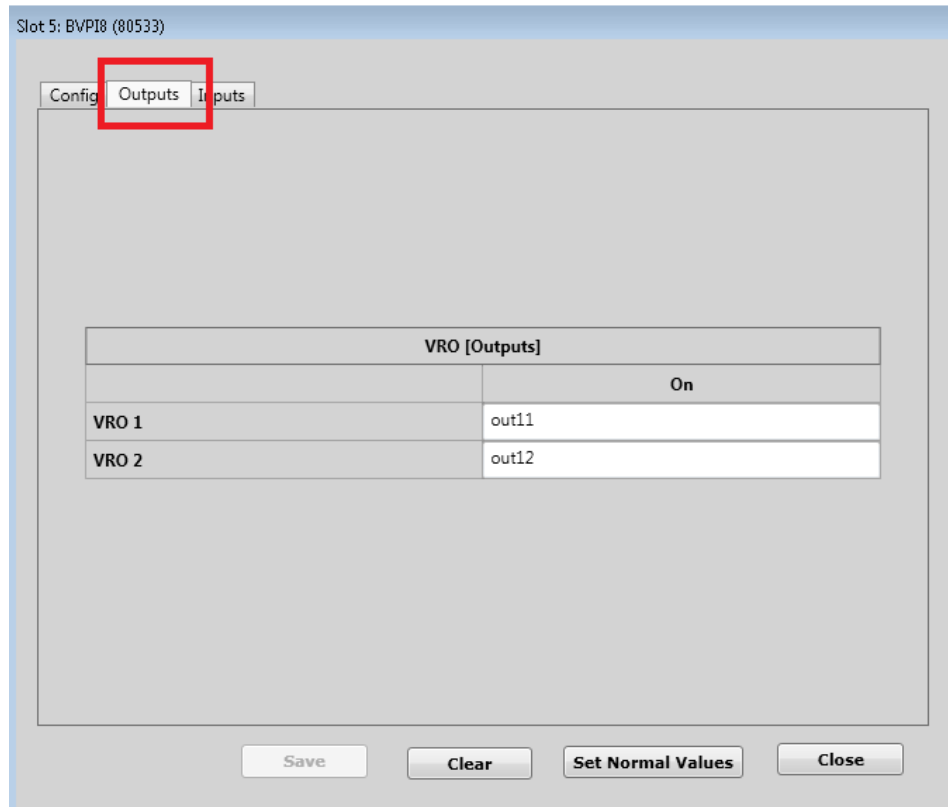 Slot 5: BVPI8 (80533)
Config Outputs Inputs
VRO [Outputs]
On
VRO 1 out11
VRO 2 out12
Save Clear Set Normal Values Close